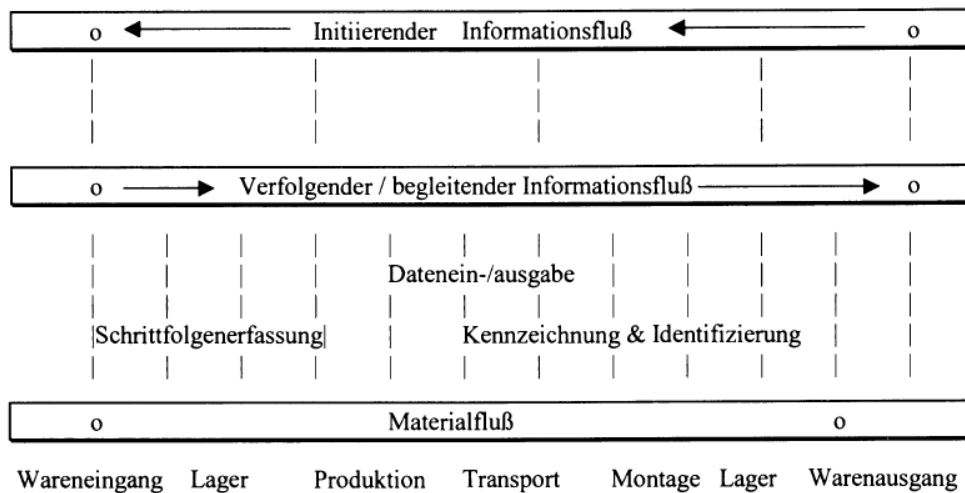 o Initiierender Informationsfluß o
o Verfolgender / begleitender Informationsfluß o
Datenein-/ausgabe
Schrittfolgenerfassung Kennzeichnung & Identifizierung
o Materialfluß o
Wareneingang Lager Produktion Transport Montage Lager Warenausgang